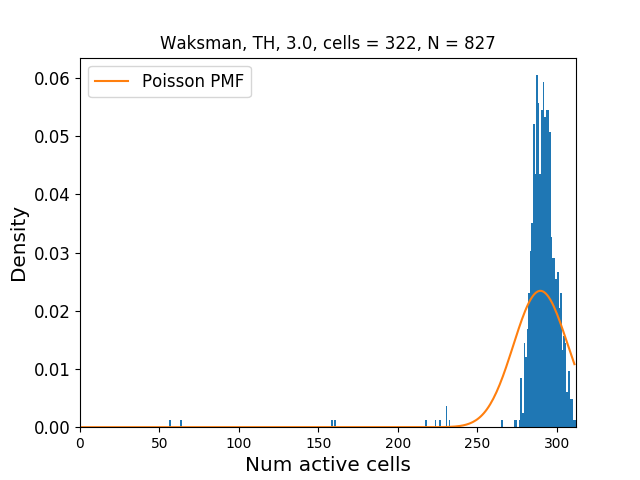 Waksman, TH, 3.0, cells = 322, N = 827
Poisson PMF
Density
0.06
0.05
0.04
0.03
0.02
0.01
0.00
0 50 100 150 200 250 300
Num active cells